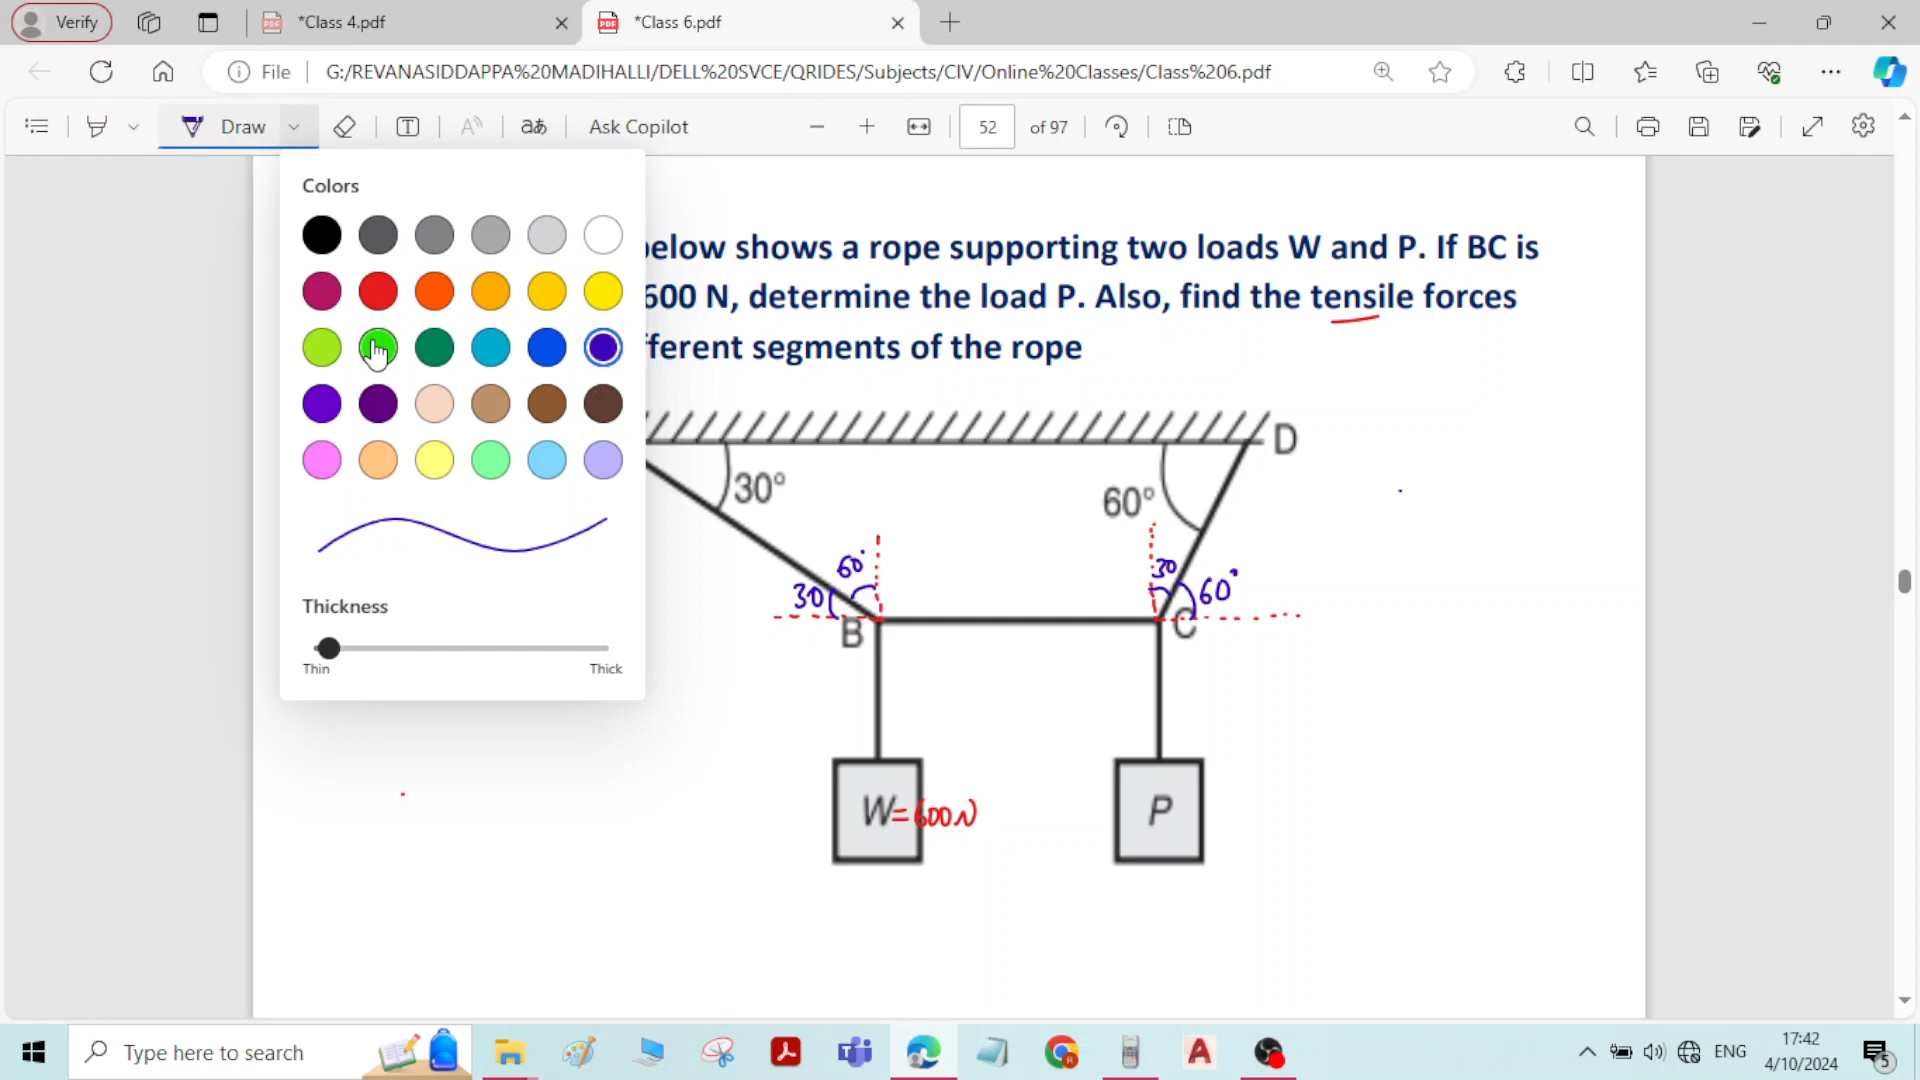 Verify
*Class 4.pdf
*Class 6.pdf
File
G:/REVANASIDDAPPA%20MADIHALLI/DELL%20SVCE/QRIDES/Subjects/CIV/Online%20Classes/Class%206.pdf
Draw
Ask Copilot
52
of 97
Colors
Thickness
Thin
Thick
below shows a rope supporting two loads W and P. If BC is
600 N, determine the load P. Also, find the tensile forces
fferent segments of the rope
D
30°
60°
60°
30
30
60°
B
C
W=600N
P
Type here to search
ENG
17:42
4/10/2024
5